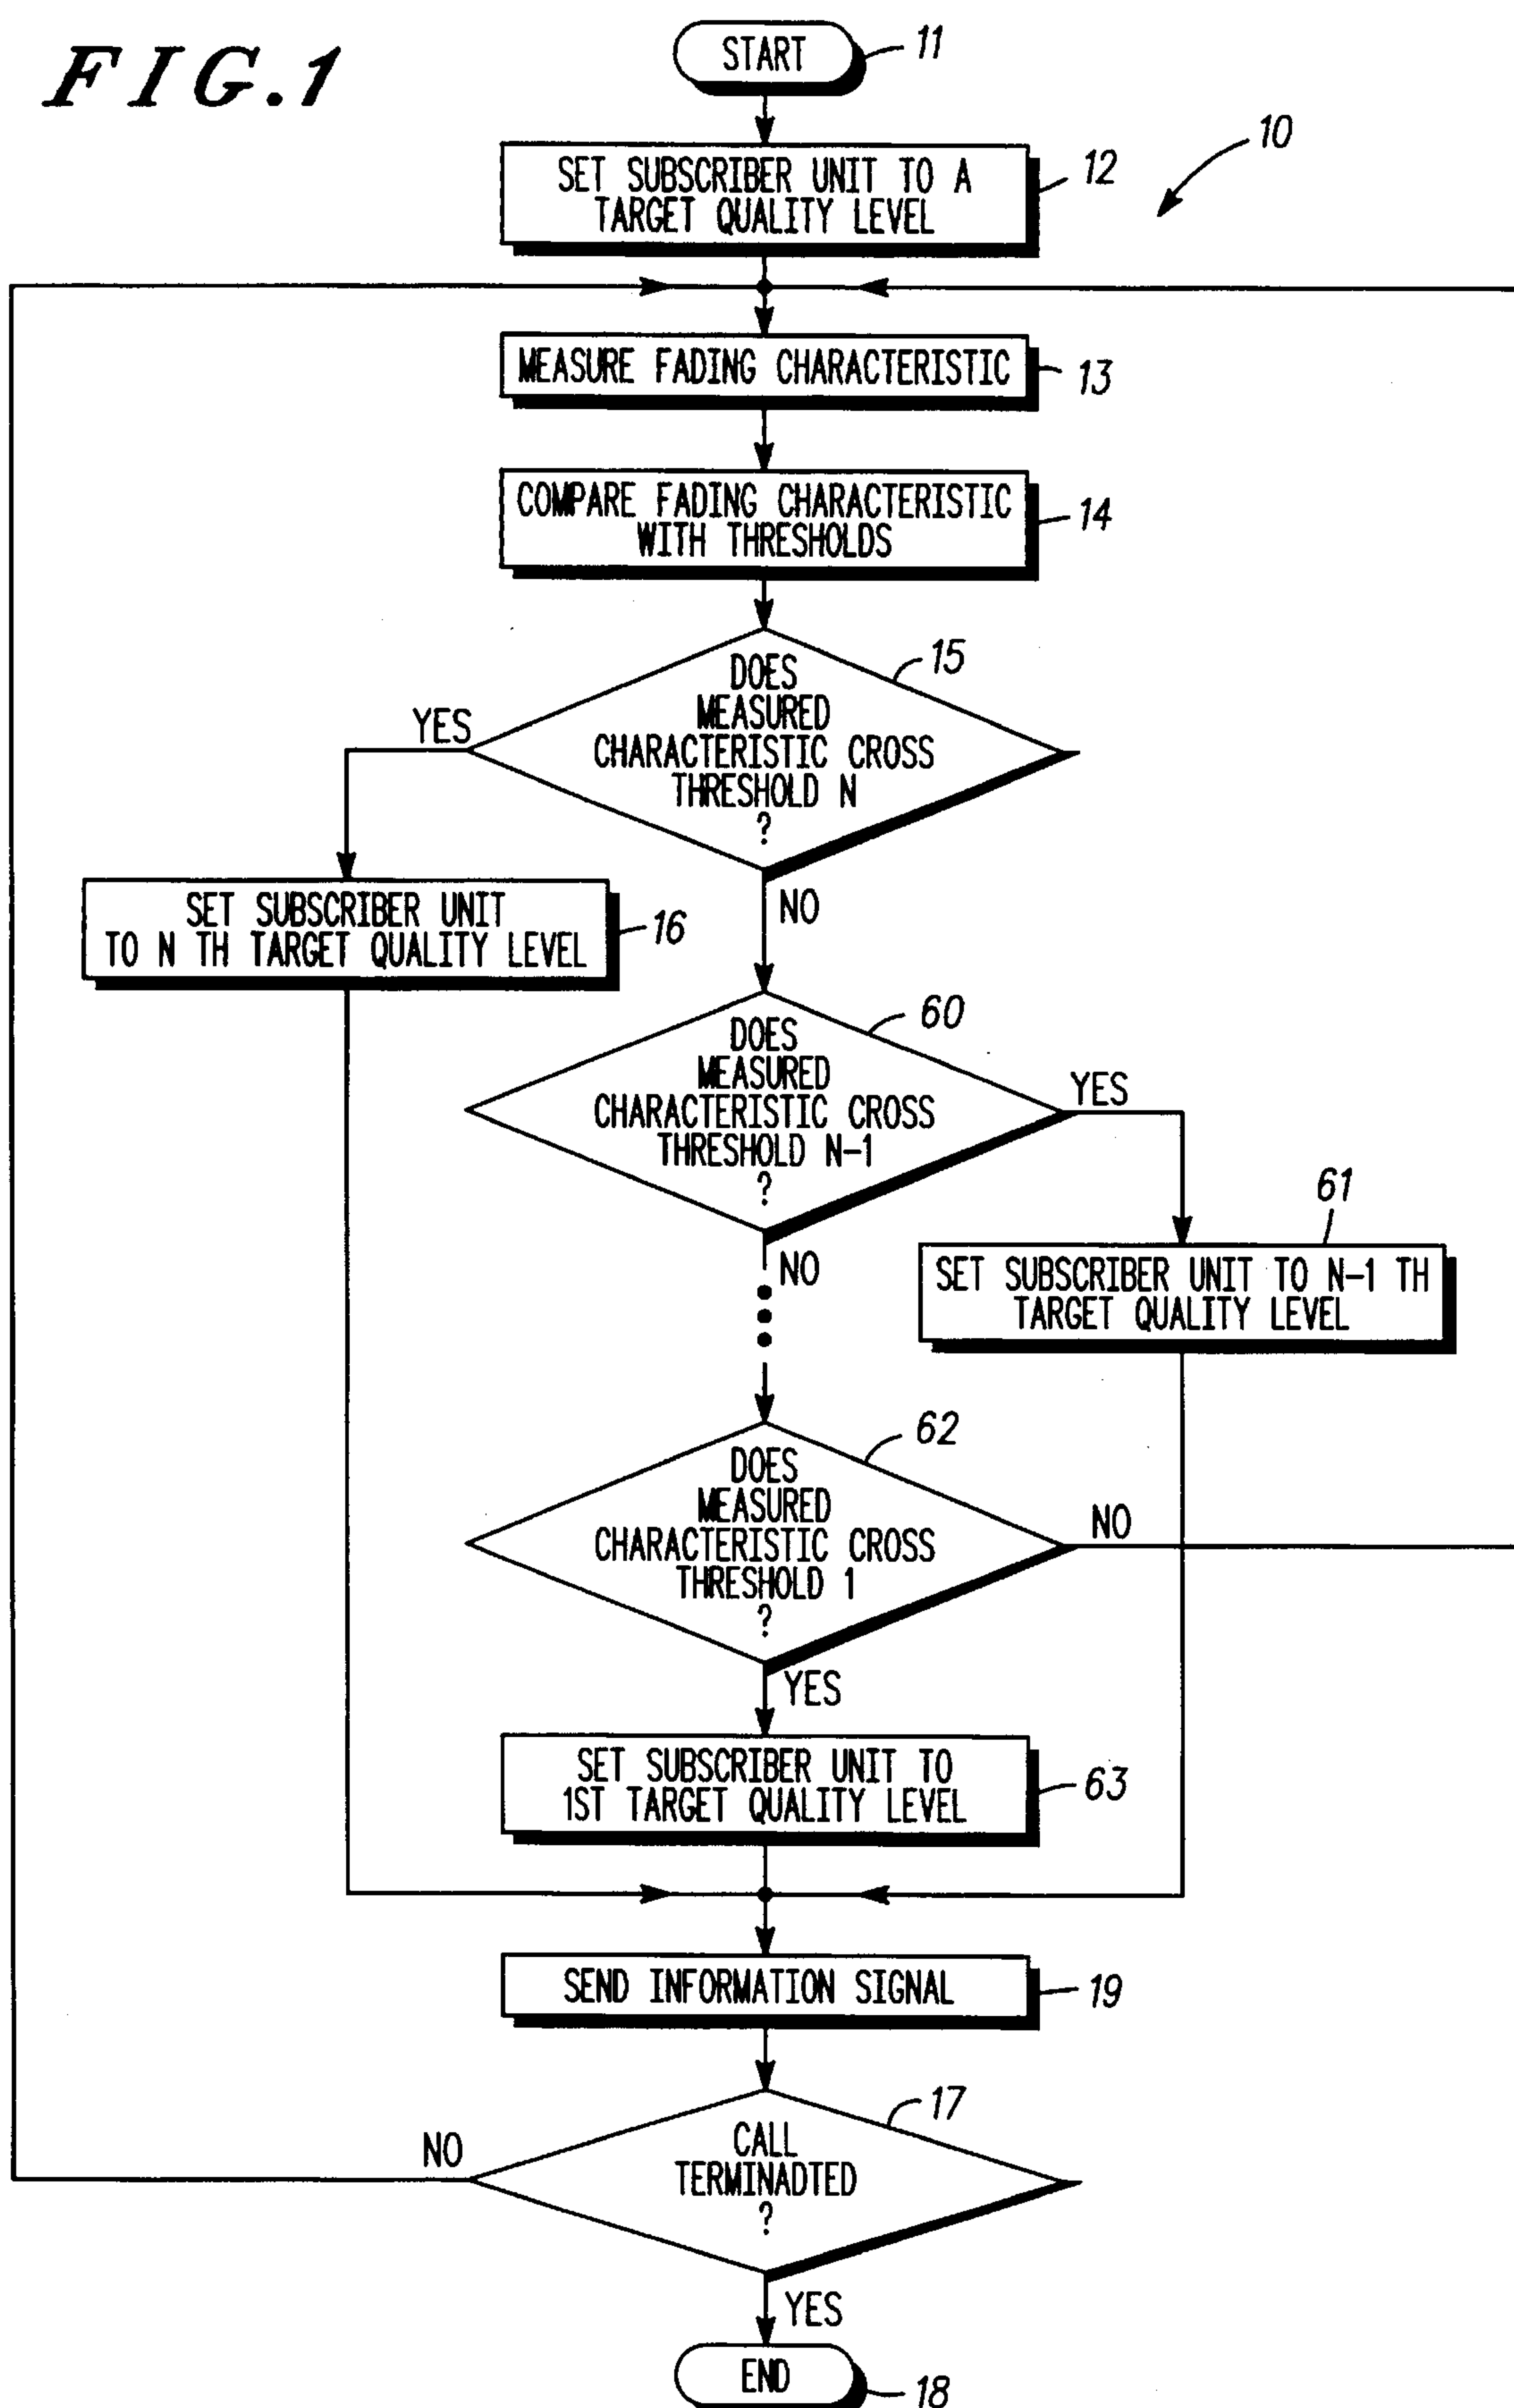 FIG.1
START
11
10
SET SUBSCRIBER UNIT TO A
TARGET QUALITY LEVEL
12
MEASURE FADING CHARACTERISTIC
13
COMPARE FADING CHARACTERISTIC
WITH THRESHOLDS
14
DOES
MEASURED
CHARACTERISTIC CROSS
THRESHOLD N
?
15
YES
NO
SET SUBSCRIBER UNIT
TO N TH TARGET QUALITY LEVEL
16
DOES
MEASURED
CHARACTERISTIC CROSS
THRESHOLD N-1
?
60
YES
NO
61
SET SUBSCRIBER UNIT TO N-1 TH
TARGET QUALITY LEVEL
DOES
MEASURED
CHARACTERISTIC CROSS
THRESHOLD 1
?
62
NO
YES
SET SUBSCRIBER UNIT TO
1ST TARGET QUALITY LEVEL
63
SEND INFORMATION SIGNAL
19
CALL
TERMINADTED
?
17
NO
YES
END
18